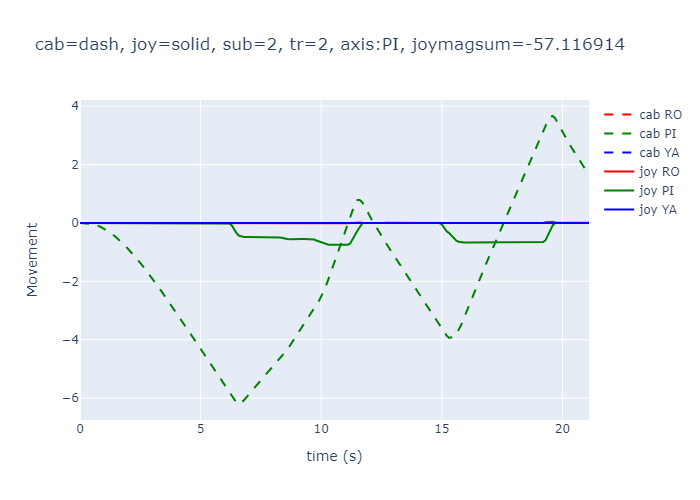 cab=dash, joy=solid, sub=2, tr=2, axis:PI, joymagsum=-57.116914
4
2
0
−2
−4
−6
Movement
0 5 10 15 20
time (s)
cab RO
cab PI
cab YA
joy RO
joy PI
joy YA